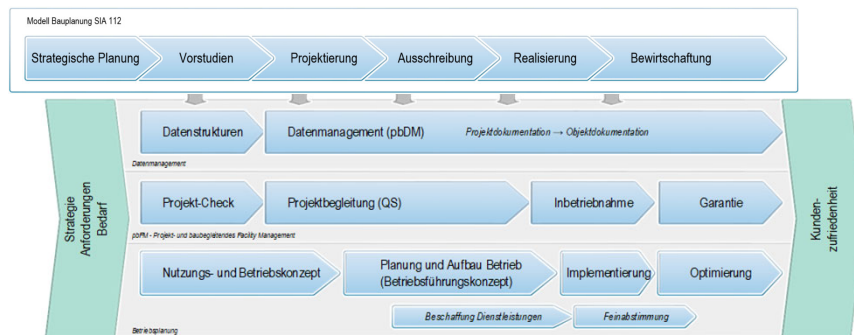 Modell Bauplanung SIA 112
Strategische Planung
Vorstudien
Projektierung
Ausschreibung
Realisierung
Bewirtschaftung
Strategie
Anforderungen
Bedarf
Datenstrukturen
Datenmanagement (pbDM)
Projektdokumentation → Objektdokumentation
Datenmanagement
Projekt-Check
Projektbegleitung (QS)
Inbetriebnahme
Garantie
pbFM - Projekt- und baubegleitendes Facility Management
Nutzungs- und Betriebskonzept
Planung und Aufbau Betrieb
(Betriebsführungskonzept)
Implementierung
Optimierung
Beschaffung Dienstleistungen
Feinabstimmung
Betriebsplanung
Kunden-
zufriedenheit